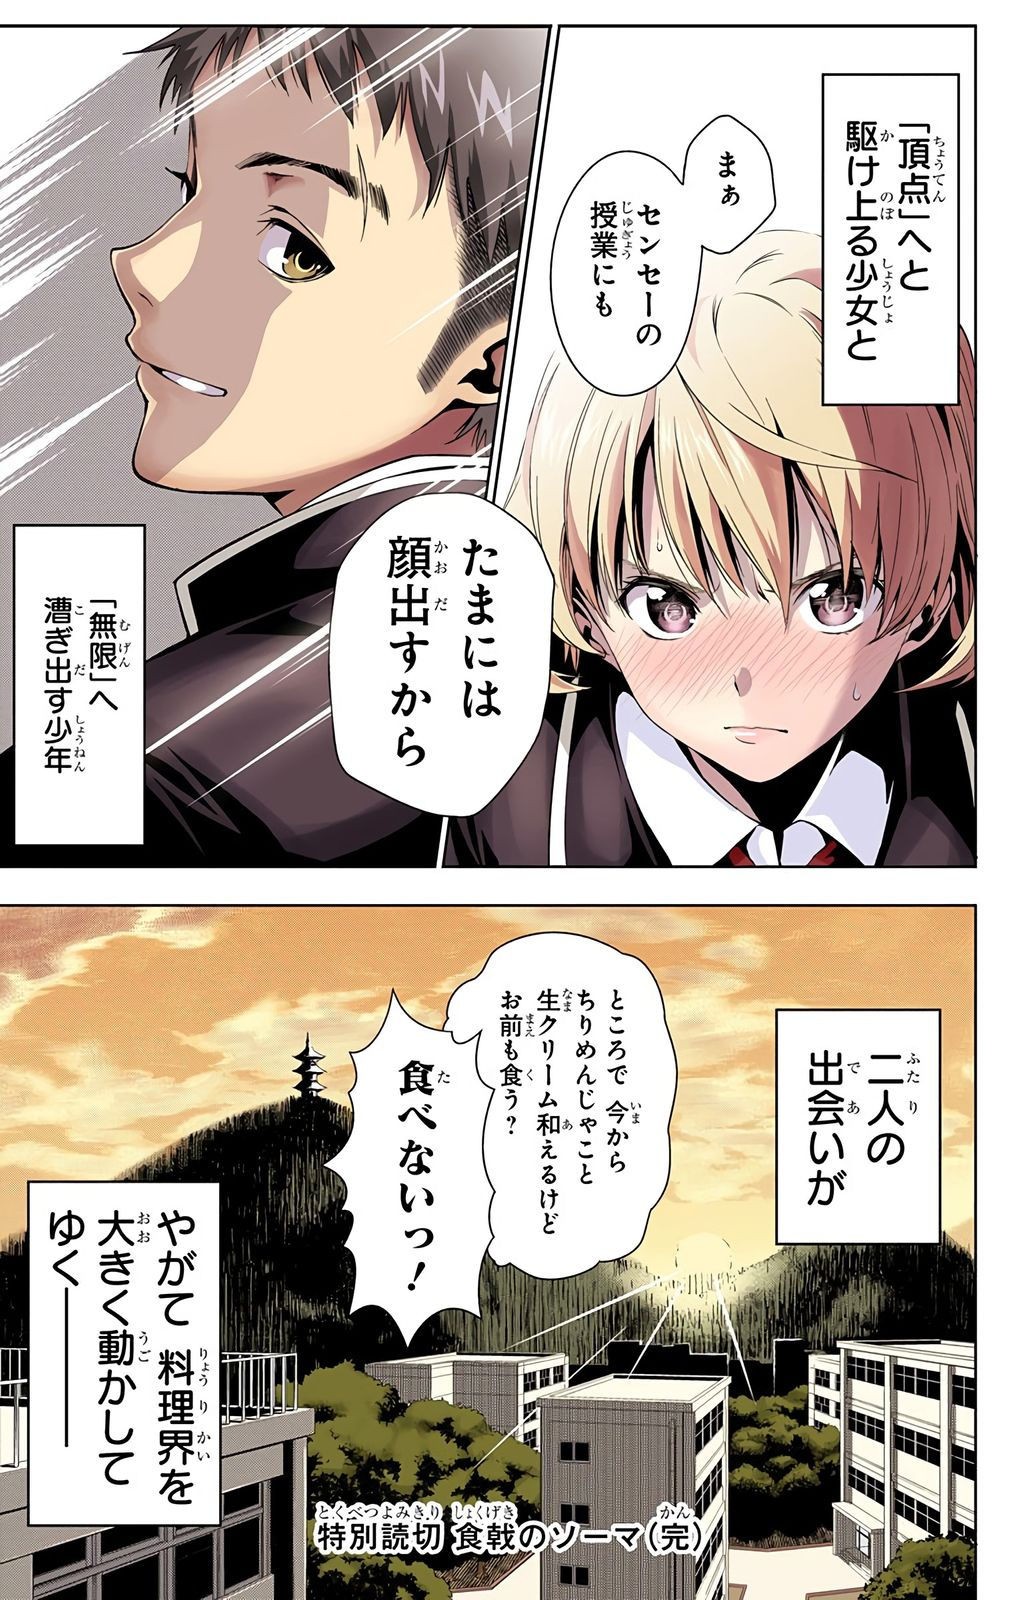 「頂点」へと
駆け上る少女と
まぁ
センセーの
授業にも
たまには
顔出すから
「無限」へ
漕ぎ出す少年
二人の
出会いが
ところで 今から
ちりめんじゃこと
生クリーム和えるけど
お前も食う?
食べないっ!
やがて 料理界を
大きく動かして
ゆく――
特別読切 食戟のソーマ(完)